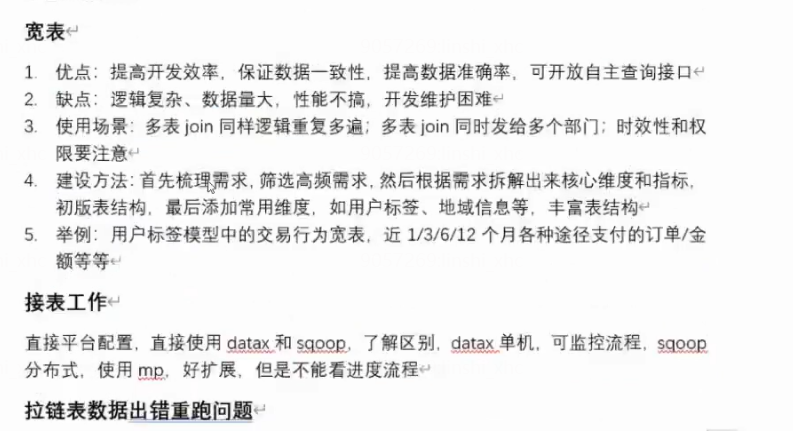 宽表
1. 优点：提高开发效率，保证数据一致性，提高数据准确率，可开放自主查询接口
2. 缺点：逻辑复杂、数据量大，性能不搞，开发维护困难
3. 使用场景：多表 join 同样逻辑重复多遍；多表 join 同时发给多个部门；时效性和权
限要注意
4. 建设方法：首先梳理需求，筛选高频需求，然后根据需求拆解出来核心维度和指标，
初版表结构，最后添加常用维度，如用户标签、地域信息等，丰富表结构
5. 举例：用户标签模型中的交易行为宽表，近 1/3/6/12 个月各种途径支付的订单/金
额等等
接表工作
直接平台配置，直接使用 datax 和 sqoop，了解区别，datax 单机，可监控流程，sqoop
分布式，使用 mp，好扩展，但是不能看进度流程
拉链表数据出错重跑问题